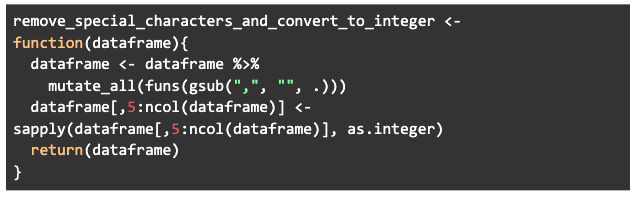 remove_special_characters_and_convert_to_integer <-
function(dataframe){
  dataframe <- dataframe %>%
    mutate_all(funs(gsub(",", "", .)))
  dataframe[,5:ncol(dataframe)] <-
sapply(dataframe[,5:ncol(dataframe)], as.integer)
  return(dataframe)
}